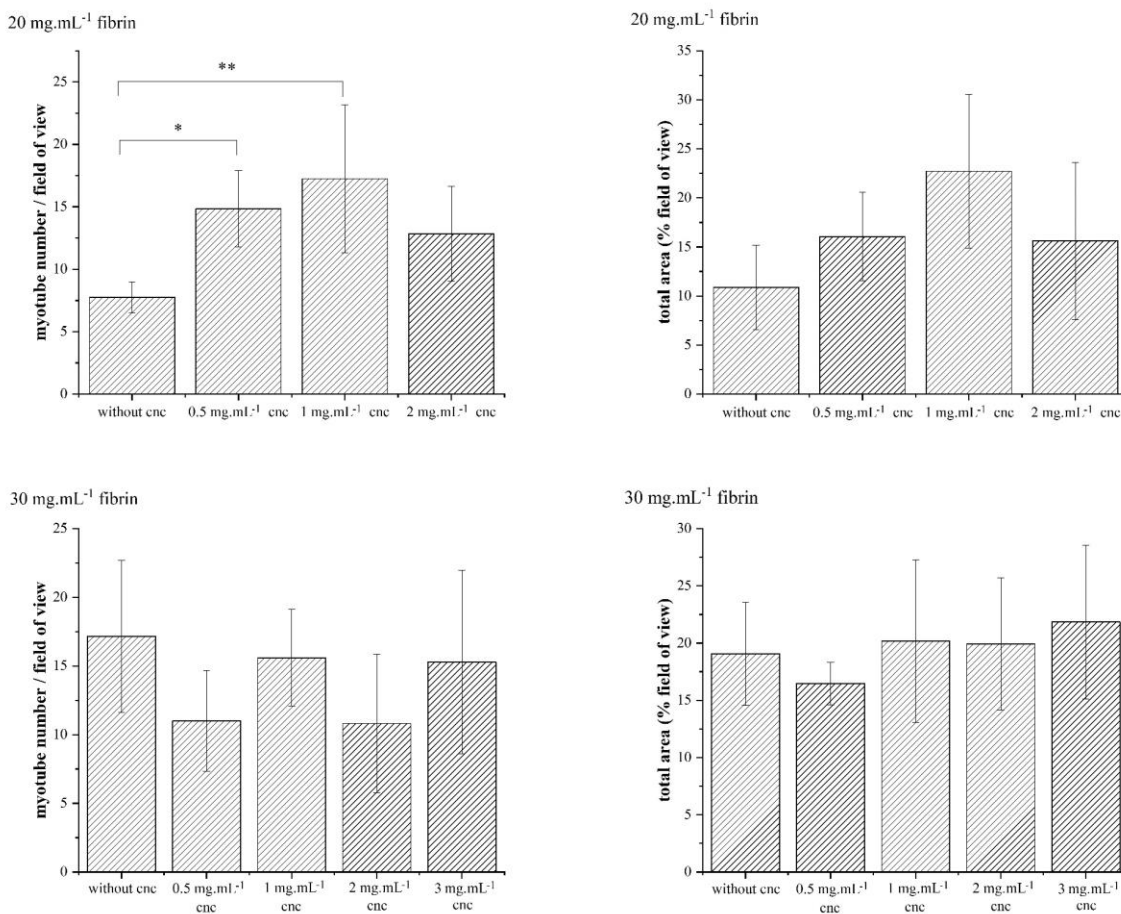 20 mg.mL⁻¹ fibrin
myotube number / field of view
25
20
15
10
5
0
**
*
without cnc
0.5 mg.mL⁻¹ cnc
1 mg.mL⁻¹ cnc
2 mg.mL⁻¹ cnc
20 mg.mL⁻¹ fibrin
total area (% field of view)
35
30
25
20
15
10
5
0
without cnc
0.5 mg.mL⁻¹ cnc
1 mg.mL⁻¹ cnc
2 mg.mL⁻¹ cnc
30 mg.mL⁻¹ fibrin
myotube number / field of view
25
20
15
10
5
0
without cnc
0.5 mg.mL⁻¹
cnc
1 mg.mL⁻¹
cnc
2 mg.mL⁻¹
cnc
3 mg.mL⁻¹
cnc
30 mg.mL⁻¹ fibrin
total area (% field of view)
30
25
20
15
10
5
0
without cnc
0.5 mg.mL⁻¹
cnc
1 mg.mL⁻¹
cnc
2 mg.mL⁻¹
cnc
3 mg.mL⁻¹
cnc